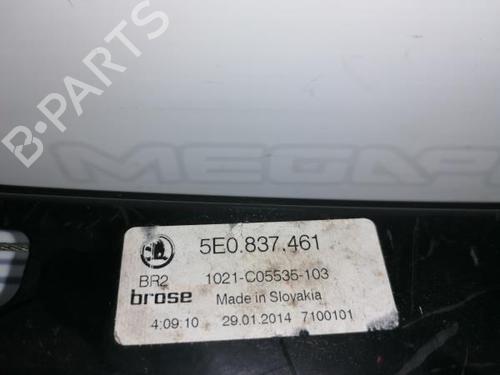 B-PARTS
MEGAPA
5E0.837.461
BR2
1021-C05535-103
brose
Made in Slovakia
4:09.10 29.01.2014 7100101